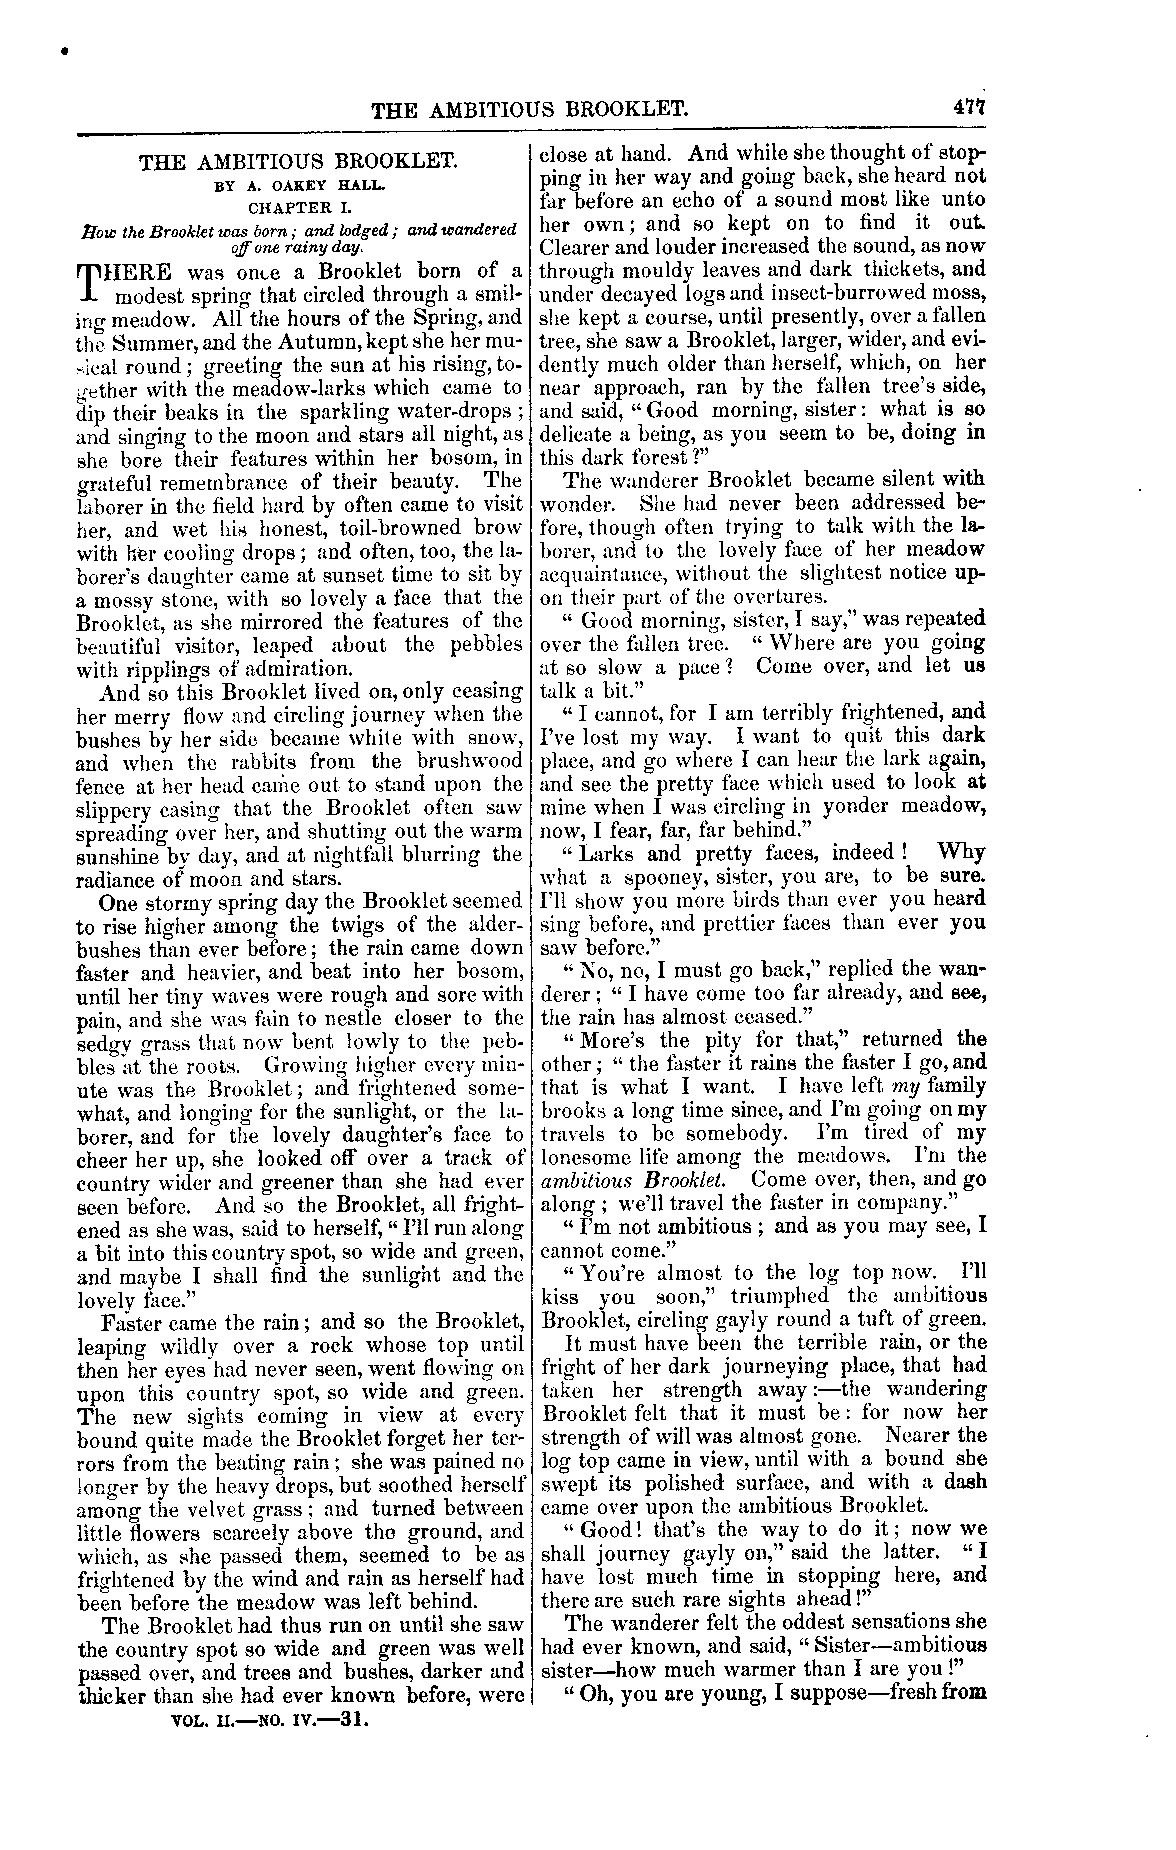 THE AMBITIOUS BROOKLET. 477
THE AMBITIOUS BROOKLET.
BY A. OAKEY HALL.
CHAPTER I.
How the Brooklet was born; and lodged; and wandered
off one rainy day.
THERE was once a Brooklet born of a
modest spring that circled through a smil-
ing meadow. All the hours of the Spring, and
the Summer, and the Autumn, kept she her mu-
sical round; greeting the sun at his rising, to-
gether with the meadow-larks which came to
dip their beaks in the sparkling water-drops;
and singing to the moon and stars all night, as
she bore their features within her bosom, in
grateful remembrance of their beauty. The
laborer in the field hard by often came to visit
her, and wet his honest, toil-browned brow
with her cooling drops; and often, too, the la-
borer's daughter came at sunset time to sit by
a mossy stone, with so lovely a face that the
Brooklet, as she mirrored the features of the
beautiful visitor, leaped about the pebbles
with ripplings of admiration.
And so this Brooklet lived on, only ceasing
her merry flow and circling journey when the
bushes by her side became white with snow,
and when the rabbits from the brushwood
fence at her head came out to stand upon the
slippery casing that the Brooklet often saw
spreading over her, and shutting out the warm
sunshine by day, and at nightfall blurring the
radiance of moon and stars.
One stormy spring day the Brooklet seemed
to rise higher among the twigs of the alder-
bushes than ever before; the rain came down
faster and heavier, and beat into her bosom,
until her tiny waves were rough and sore with
pain, and she was fain to nestle closer to the
sedgy grass that now bent lowly to the peb-
bles at the roots. Growing higher every min-
ute was the Brooklet; and frightened some-
what, and longing for the sunlight, or the la-
borer, and for the lovely daughter's face to
cheer her up, she looked off over a track of
country wider and greener than she had ever
seen before. And so the Brooklet, all fright-
ened as she was, said to herself, "I'll run along
a bit into this country spot, so wide and green,
and maybe I shall find the sunlight and the
lovely face."
Faster came the rain; and so the Brooklet,
leaping wildly over a rock whose top until
then her eyes had never seen, went flowing on
upon this country spot, so wide and green.
The new sights coming in view at every
bound quite made the Brooklet forget her ter-
rors from the beating rain; she was pained no
longer by the heavy drops, but soothed herself
among the velvet grass; and turned between
little flowers scarcely above the ground, and
which, as she passed them, seemed to be as
frightened by the wind and rain as herself had
been before the meadow was left behind.
The Brooklet had thus run on until she saw
the country spot so wide and green was well
passed over, and trees and bushes, darker and
thicker than she had ever known before, were
VOL. II.—NO. IV.—31.
close at hand. And while she thought of stop-
ping in her way and going back, she heard not
far before an echo of a sound most like unto
her own; and so kept on to find it out.
Clearer and louder increased the sound, as now
through mouldy leaves and dark thickets, and
under decayed logs and insect-burrowed moss,
she kept a course, until presently, over a fallen
tree, she saw a Brooklet, larger, wider, and evi-
dently much older than herself, which, on her
near approach, ran by the fallen tree's side,
and said, "Good morning, sister: what is so
delicate a being, as you seem to be, doing in
this dark forest?"
The wanderer Brooklet became silent with
wonder. She had never been addressed be-
fore, though often trying to talk with the la-
borer, and to the lovely face of her meadow
acquaintance, without the slightest notice up-
on their part of the overtures.
"Good morning, sister, I say," was repeated
over the fallen tree. "Where are you going
at so slow a pace? Come over, and let us
talk a bit."
"I cannot, for I am terribly frightened, and
I've lost my way. I want to quit this dark
place, and go where I can hear the lark again,
and see the pretty face which used to look at
mine when I was circling in yonder meadow,
now, I fear, far, far behind."
"Larks and pretty faces, indeed! Why
what a spooney, sister, you are, to be sure.
I'll show you more birds than ever you heard
sing before, and prettier faces than ever you
saw before."
"No, no, I must go back," replied the wan-
derer; "I have come too far already, and see,
the rain has almost ceased."
"More's the pity for that," returned the
other; "the faster it rains the faster I go, and
that is what I want. I have left my family
brooks a long time since, and I'm going on my
travels to be somebody. I'm tired of my
lonesome life among the meadows. I'm the
ambitious Brooklet. Come over, then, and go
along; we'll travel the faster in company."
"I'm not ambitious; and as you may see, I
cannot come."
"You're almost to the log top now. I'll
kiss you soon," triumphed the ambitious
Brooklet, circling gayly round a tuft of green.
It must have been the terrible rain, or the
fright of her dark journeying place, that had
taken her strength away:—the wandering
Brooklet felt that it must be: for now her
strength of will was almost gone. Nearer the
log top came in view, until with a bound she
swept its polished surface, and with a dash
came over upon the ambitious Brooklet.
"Good! that's the way to do it; now we
shall journey gayly on," said the latter. "I
have lost much time in stopping here, and
there are such rare sights ahead!"
The wanderer felt the oddest sensations she
had ever known, and said, "Sister—ambitious
sister—how much warmer than I are you!"
"Oh, you are young, I suppose—fresh from